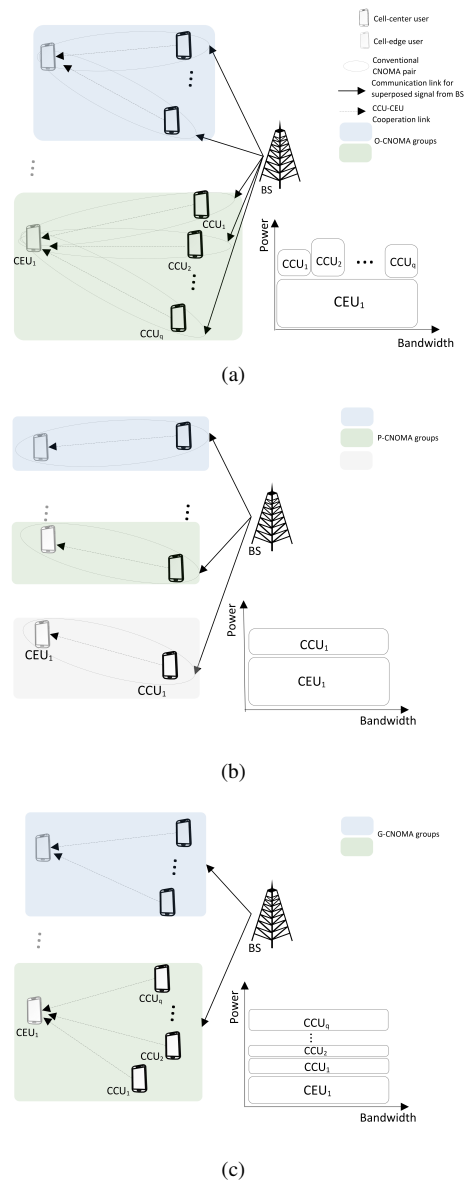 Cell-center user
Cell-edge user
Conventional
CNOMA pair
Communication link for
superposed signal from BS
CCU-CEU
Cooperation link
O-CNOMA groups
BS
CCU1
CEU1
CCU2
CCUq
Power
CCU1
CCU2
CCUq
CEU1
Bandwidth
(a)
P-CNOMA groups
BS
CEU1
CCU1
Power
CCU1
CEU1
Bandwidth
(b)
G-CNOMA groups
BS
CCUq
CEU1
CCU2
CCU1
Power
CCUq
CCU2
CCU1
CEU1
Bandwidth
(c)